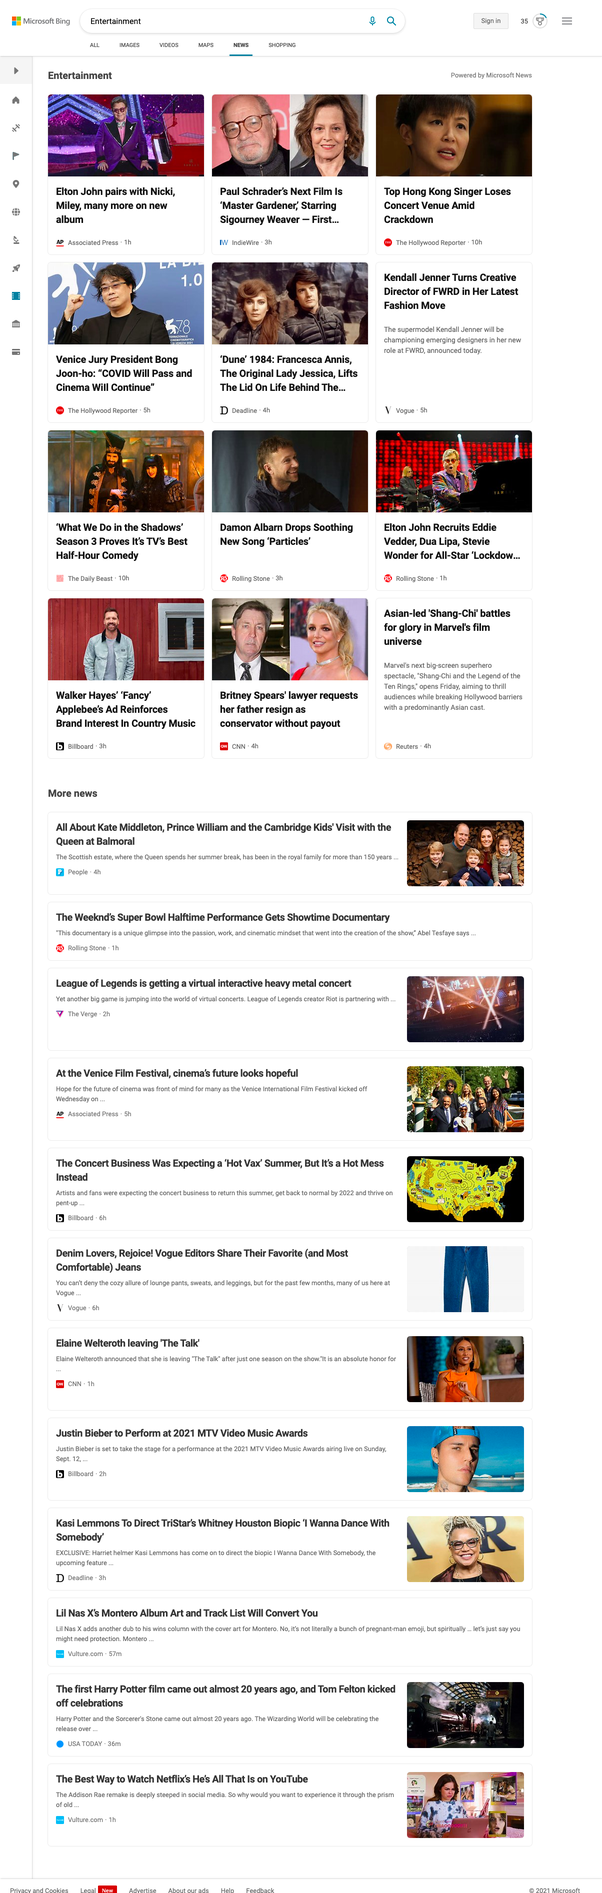 Microsoft Bing
Entertainment
Sign in
35
ALL IMAGES VIDEOS MAPS NEWS SHOPPING
Entertainment
Powered by Microsoft News
Elton John pairs with Nicki,
Miley, many more on new
album
AP Associated Press · 1h
Paul Schrader's Next Film Is
'Master Gardener,' Starring
Sigourney Weaver — First...
IW IndieWire · 3h
Top Hong Kong Singer Loses
Concert Venue Amid
Crackdown
The Hollywood Reporter · 10h
LA BI
1.0
78
Venice Jury President Bong
Joon-ho: "COVID Will Pass and
Cinema Will Continue"
The Hollywood Reporter · 5h
'Dune' 1984: Francesca Annis,
The Original Lady Jessica, Lifts
The Lid On Life Behind The...
D Deadline · 4h
Kendall Jenner Turns Creative
Director of FWRD in Her Latest
Fashion Move
The supermodel Kendall Jenner will be
championing emerging designers in her new
role at FWRD, announced today.
V Vogue · 5h
'What We Do in the Shadows'
Season 3 Proves It's TV's Best
Half-Hour Comedy
The Daily Beast · 10h
Damon Albarn Drops Soothing
New Song 'Particles'
Rolling Stone · 3h
Elton John Recruits Eddie
Vedder, Dua Lipa, Stevie
Wonder for All-Star 'Lockdow...
Rolling Stone · 1h
Walker Hayes' 'Fancy'
Applebee's Ad Reinforces
Brand Interest In Country Music
b Billboard · 3h
Britney Spears' lawyer requests
her father resign as
conservator without payout
CNN CNN · 4h
Asian-led 'Shang-Chi' battles
for glory in Marvel's film
universe
Marvel's next big-screen superhero
spectacle, "Shang-Chi and the Legend of the
Ten Rings," opens Friday, aiming to thrill
audiences while breaking Hollywood barriers
with a predominantly Asian cast.
Reuters · 4h
More news
All About Kate Middleton, Prince William and the Cambridge Kids' Visit with the
Queen at Balmoral
The Scottish estate, where the Queen spends her summer break, has been in the royal family for more than 150 years ...
People · 4h
The Weeknd's Super Bowl Halftime Performance Gets Showtime Documentary
"This documentary is a unique glimpse into the passion, work, and cinematic mindset that went into the creation of the show," Abel Tesfaye says ...
Rolling Stone · 1h
League of Legends is getting a virtual interactive heavy metal concert
Yet another big game is jumping into the world of virtual concerts. League of Legends creator Riot is partnering with ...
The Verge · 2h
At the Venice Film Festival, cinema's future looks hopeful
Hope for the future of cinema was front of mind for many as the Venice International Film Festival kicked off
Wednesday on ...
AP Associated Press · 5h
The Concert Business Was Expecting a 'Hot Vax' Summer, But It's a Hot Mess
Instead
Artists and fans were expecting the concert business to return this summer, get back to normal by 2022 and thrive on
pent-up ...
b Billboard · 6h
Denim Lovers, Rejoice! Vogue Editors Share Their Favorite (and Most
Comfortable) Jeans
You can't deny the cozy allure of lounge pants, sweats, and leggings, but for the past few months, many of us here at
Vogue ...
V Vogue · 6h
Elaine Welteroth leaving 'The Talk'
Elaine Welteroth announced that she is leaving "The Talk" after just one season on the show."It is an absolute honor for
...
CNN CNN · 1h
Justin Bieber to Perform at 2021 MTV Video Music Awards
Justin Bieber is set to take the stage for a performance at the 2021 MTV Video Music Awards airing live on Sunday,
Sept. 12, ...
b Billboard · 2h
Kasi Lemmons To Direct TriStar's Whitney Houston Biopic 'I Wanna Dance With
Somebody'
EXCLUSIVE: Harriet helmer Kasi Lemmons has come on to direct the biopic I Wanna Dance With Somebody, the
upcoming feature ...
D Deadline · 3h
Lil Nas X's Montero Album Art and Track List Will Convert You
Lil Nas X adds another dub to his wins column with the cover art for Montero. No, it's not literally a bunch of pregnant-man emoji, but spiritually ... let's just say you
might need protection. Montero ...
Vulture.com · 57m
The first Harry Potter film came out almost 20 years ago, and Tom Felton kicked
off celebrations
Harry Potter and the Sorcerer's Stone came out almost 20 years ago. The Wizarding World will be celebrating the
release over ...
USA TODAY · 36m
The Best Way to Watch Netflix's He's All That Is on YouTube
The Addison Rae remake is deeply steeped in social media. So why would you want to experience it through the prism
of old ...
Vulture.com · 1h
Privacy and Cookies Legal New Advertise About our ads Help Feedback © 2021 Microsoft